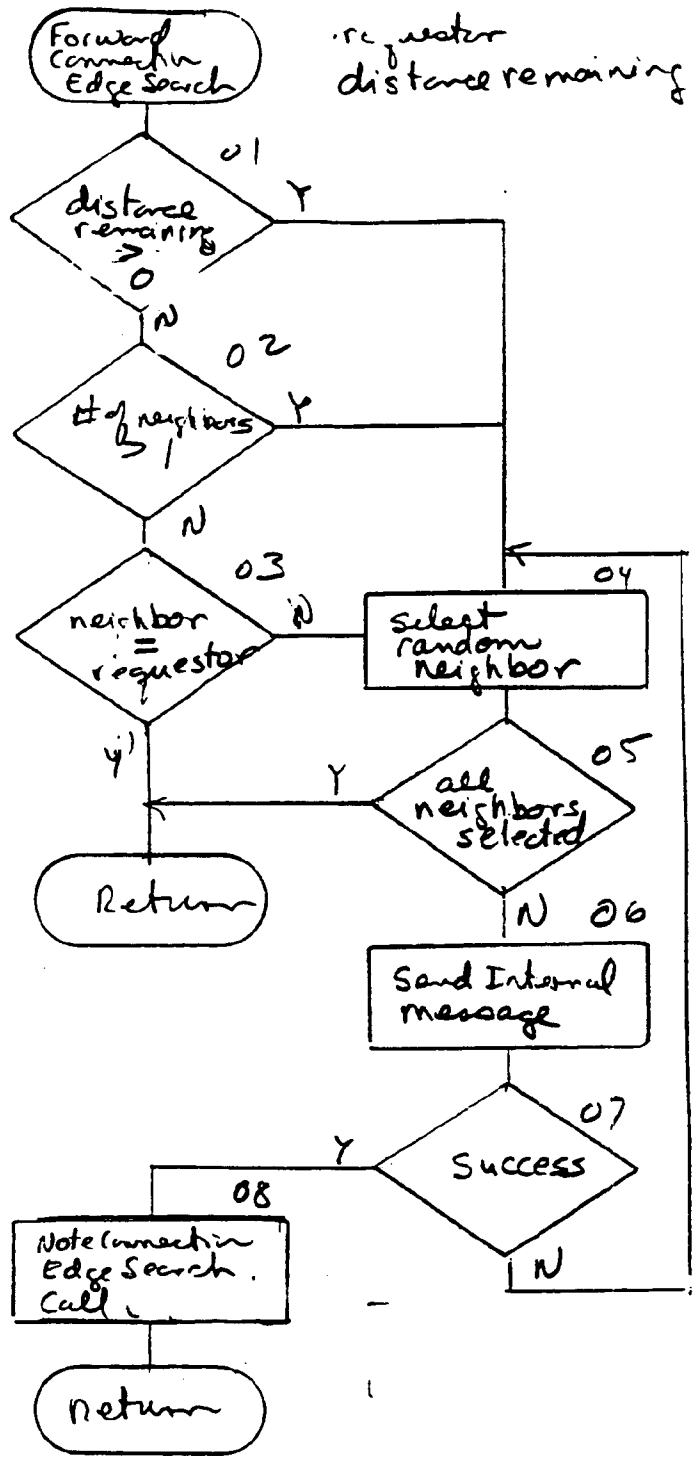 Forward
Connection
Edge Search
requestor
distance remaining
01
distance
remaining
>
0
Y
N
02
# of neighbors
> 1
Y
N
03
neighbor
=
requestor
N
Y
04
select
random
neighbor
05
all
neighbors
selected
Y
N
Return
06
Send Internal
message
07
Success
Y
N
08
Note Connection
Edge Search
Call
Return